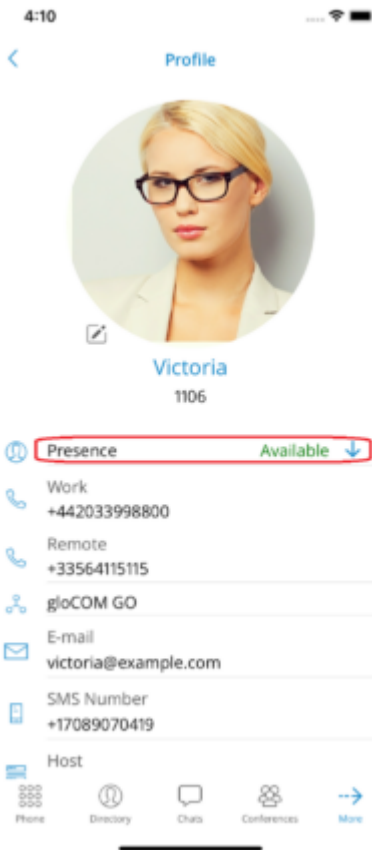 4:10
Profile
Victoria
1106
Presence Available
Work
+442033998800
Remote
+33564115115
gloCOM GO
E-mail
victoria@example.com
SMS Number
+17089070419
Host
Phone Directory Chats Conferences More